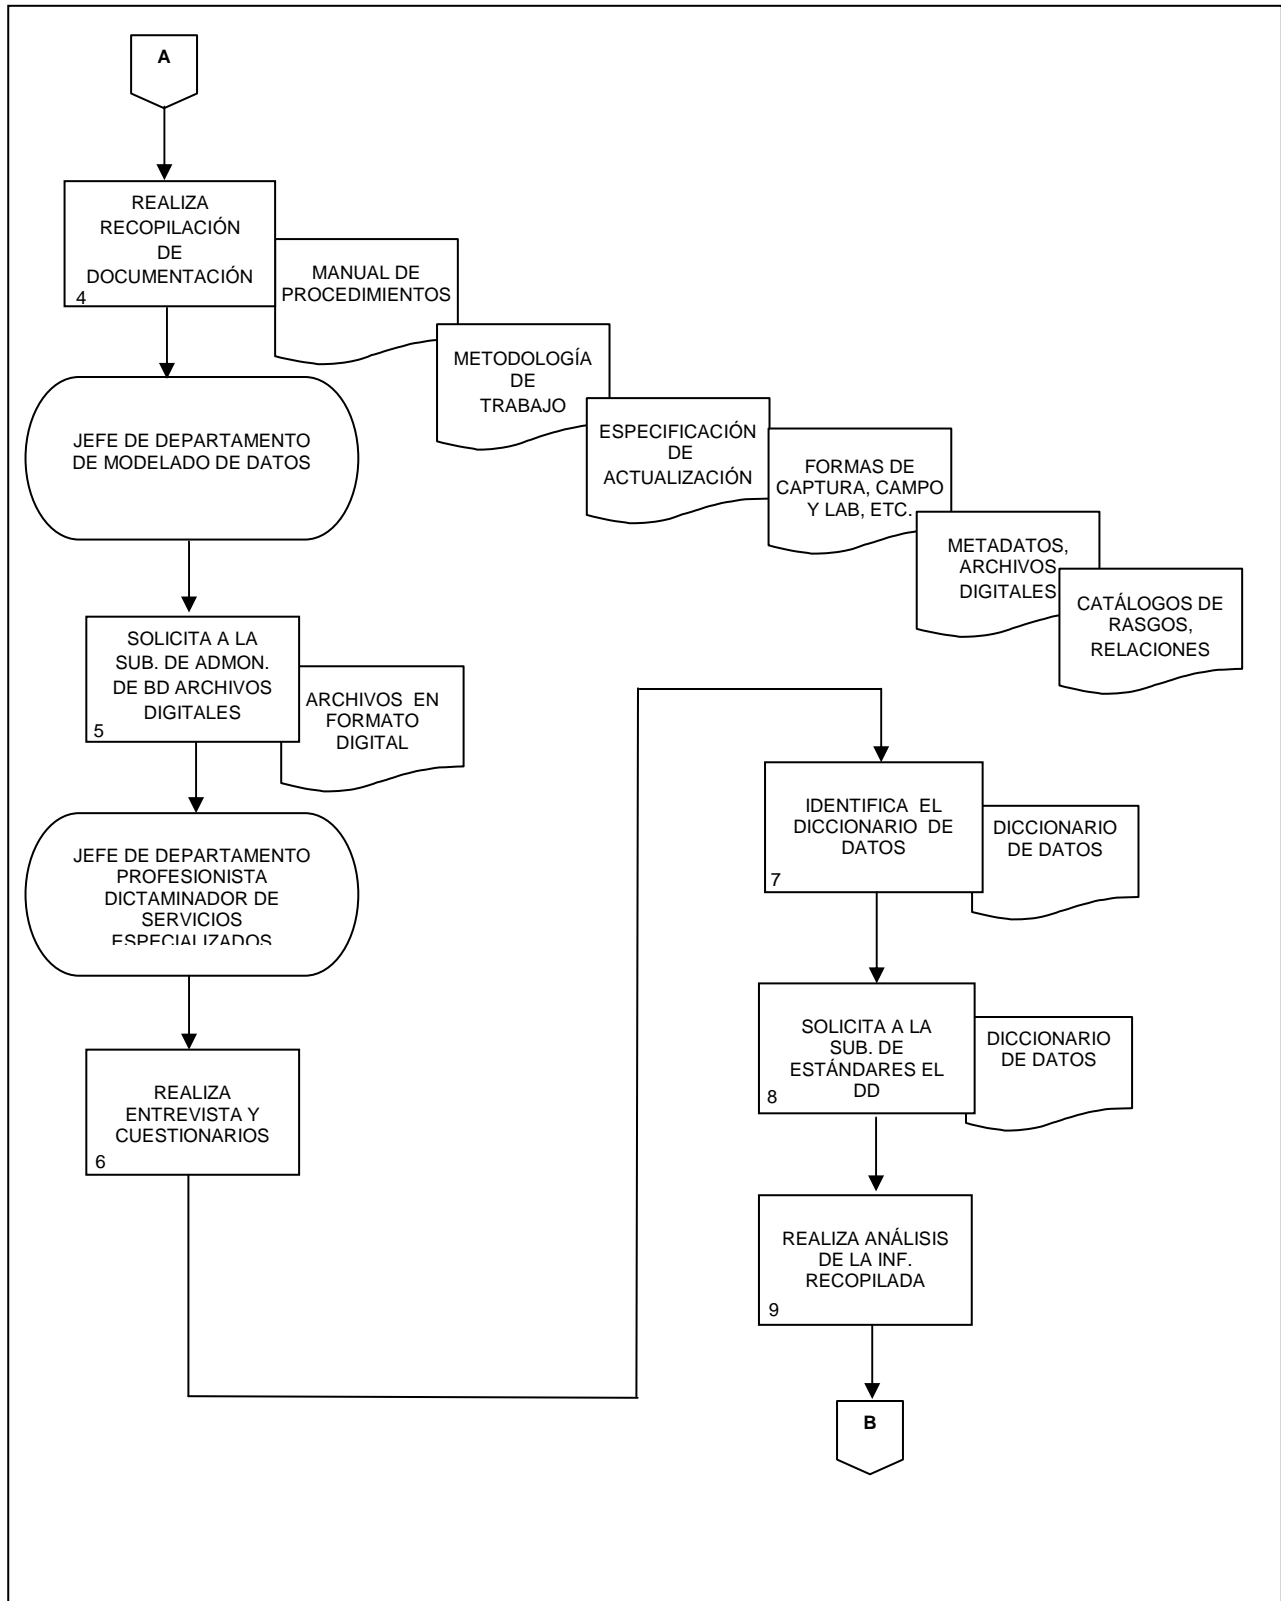 A
REALIZA
RECOPILACIÓN
DE
DOCUMENTACIÓN
4
MANUAL DE
PROCEDIMIENTOS
METODOLOGÍA
DE
TRABAJO
ESPECIFICACIÓN
DE
ACTUALIZACIÓN
FORMAS DE
CAPTURA, CAMPO
Y LAB, ETC.
METADATOS,
ARCHIVOS
DIGITALES
CATÁLOGOS DE
RASGOS,
RELACIONES
JEFE DE DEPARTAMENTO
DE MODELADO DE DATOS
SOLICITA A LA
SUB. DE ADMON.
DE BD ARCHIVOS
DIGITALES
5
ARCHIVOS EN
FORMATO
DIGITAL
JEFE DE DEPARTAMENTO
PROFESIONISTA
DICTAMINADOR DE
SERVICIOS
ESPECIALIZADOS
REALIZA
ENTREVISTA Y
CUESTIONARIOS
6
IDENTIFICA EL
DICCIONARIO DE
DATOS
7
DICCIONARIO
DE DATOS
SOLICITA A LA
SUB. DE
ESTÁNDARES EL
DD
8
DICCIONARIO
DE DATOS
REALIZA ANÁLISIS
DE LA INF.
RECOPILADA
9
B